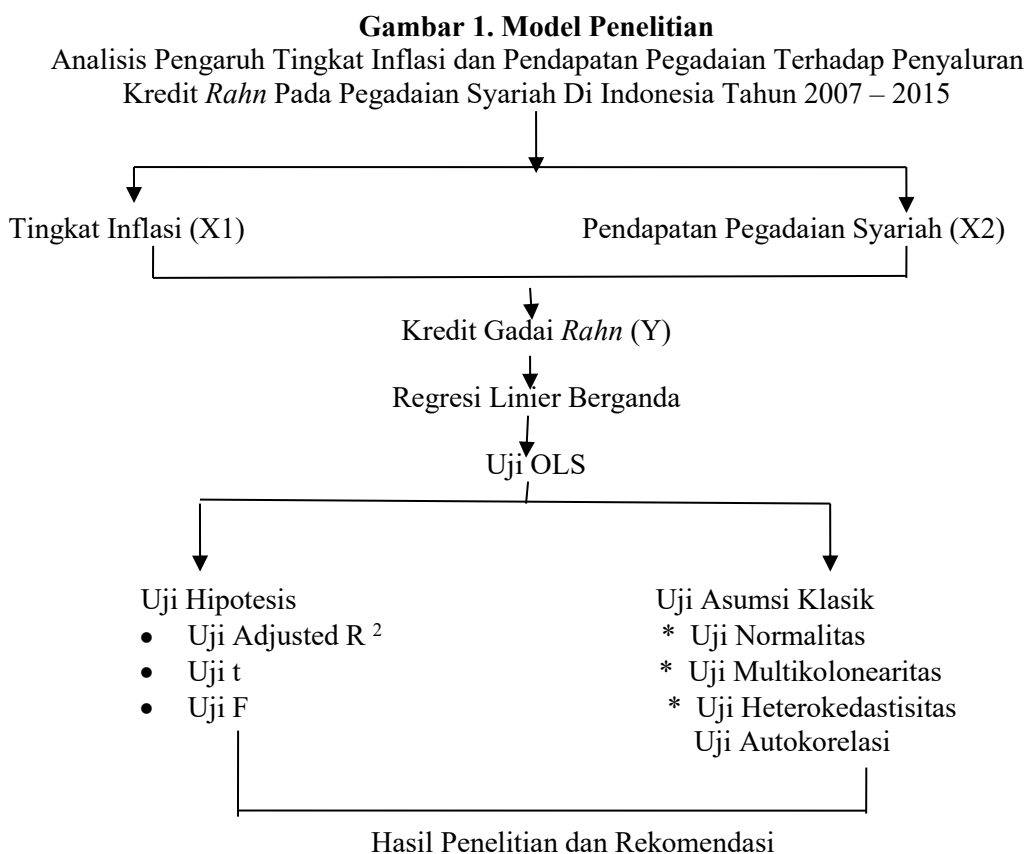 Gambar 1. Model Penelitian
Analisis Pengaruh Tingkat Inflasi dan Pendapatan Pegadaian Terhadap Penyaluran
Kredit Rahn Pada Pegadaian Syariah Di Indonesia Tahun 2007 – 2015
Tingkat Inflasi (X1)
Pendapatan Pegadaian Syariah (X2)
Kredit Gadai Rahn (Y)
Regresi Linier Berganda
Uji OLS
Uji Hipotesis
• Uji Adjusted R ²
• Uji t
• Uji F
Uji Asumsi Klasik
* Uji Normalitas
* Uji Multikolonearitas
* Uji Heterokedastisitas
Uji Autokorelasi
Hasil Penelitian dan Rekomendasi